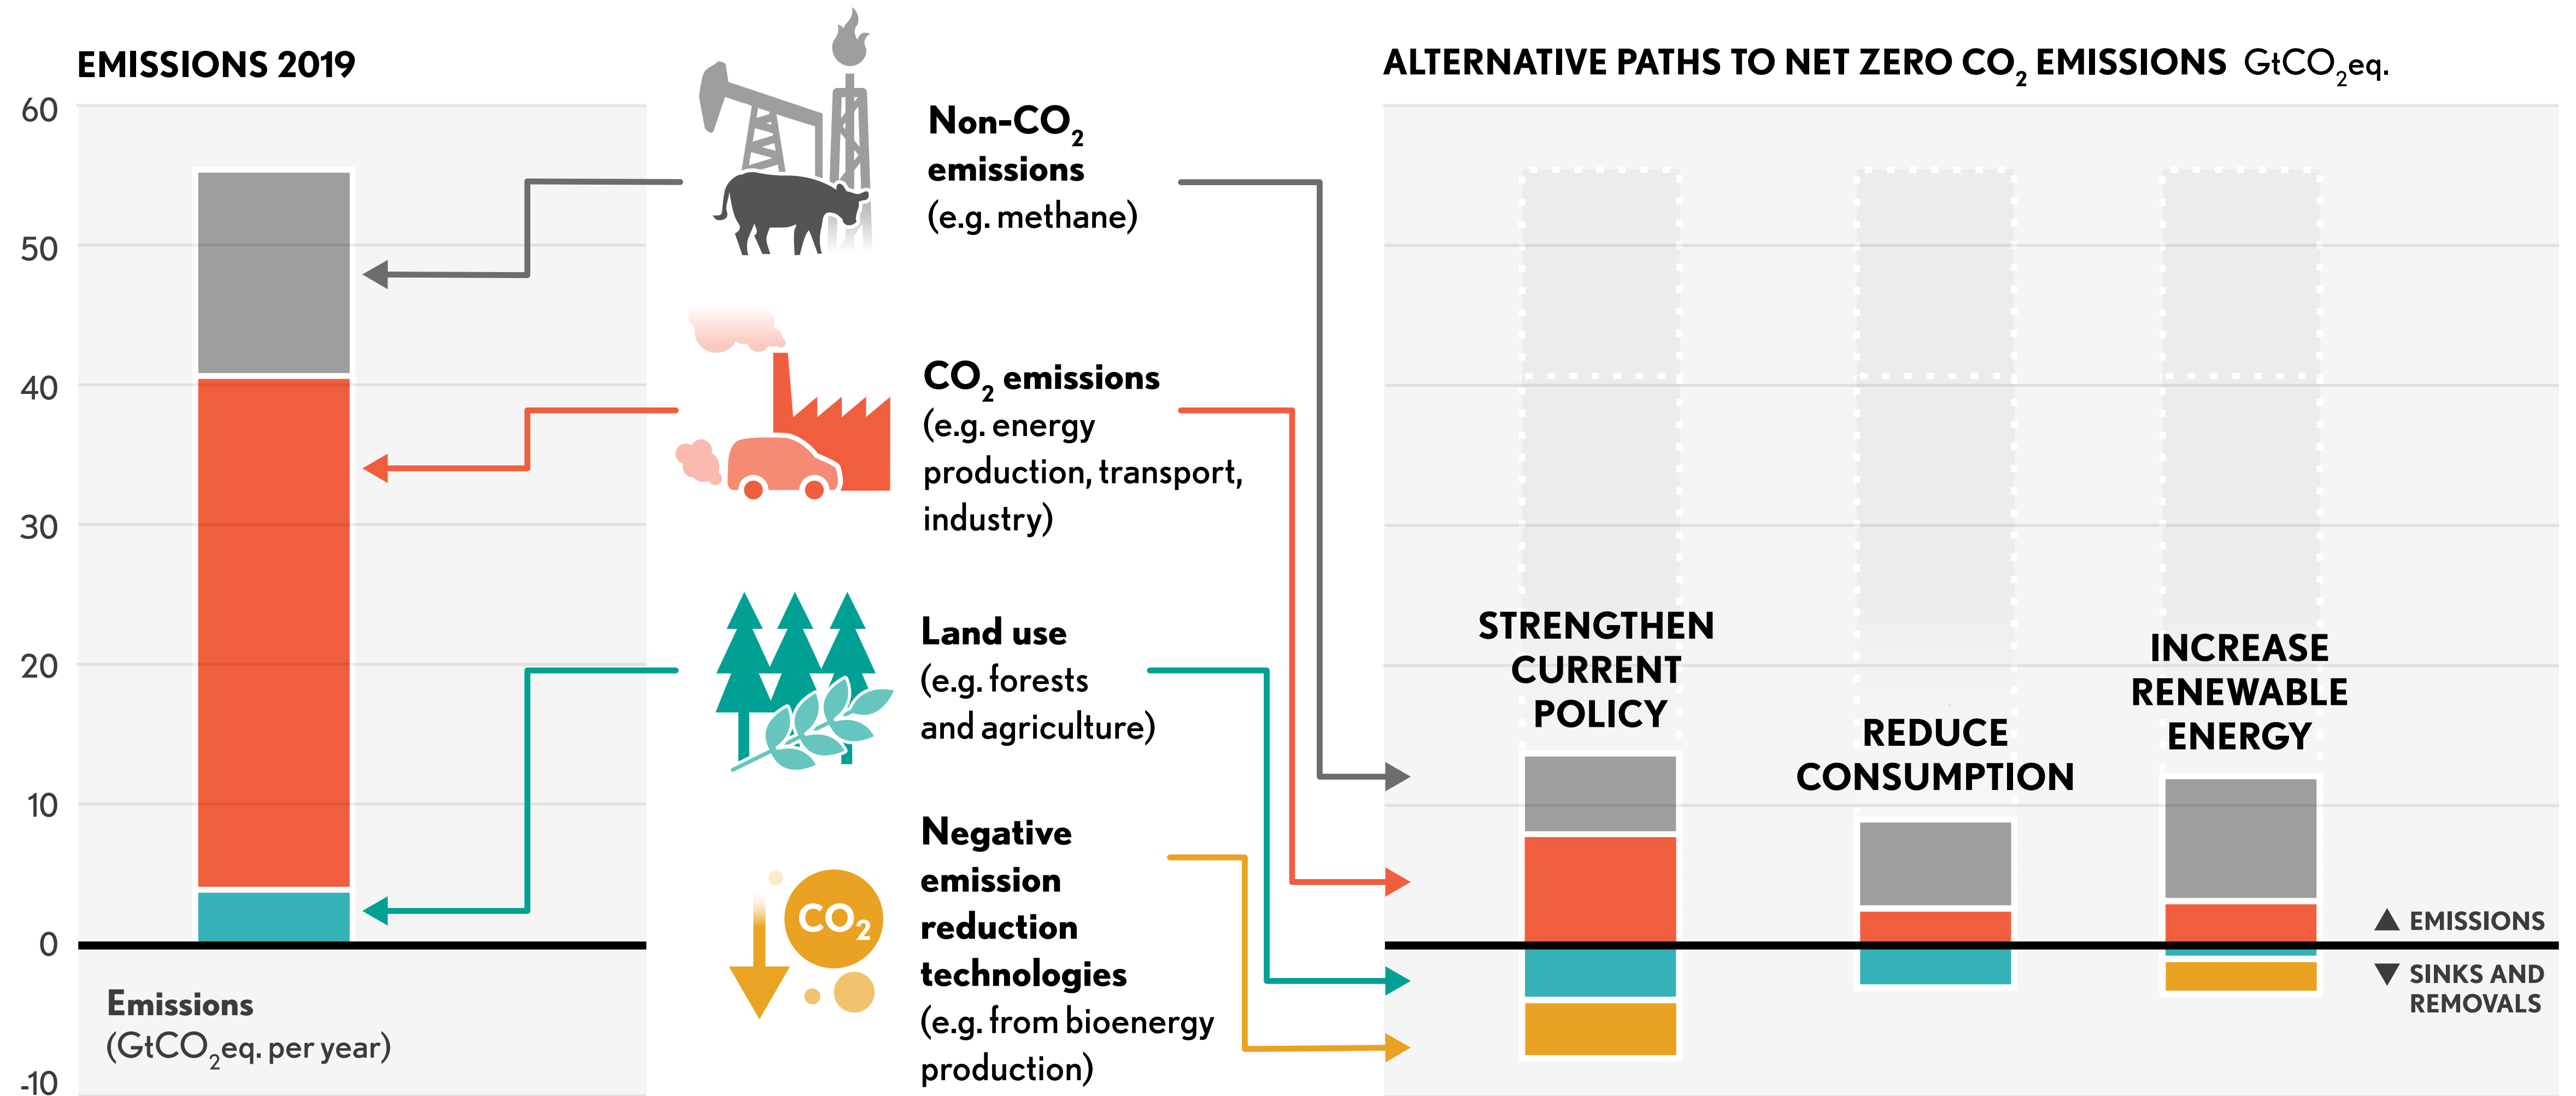 EMISSIONS 2019
60
50
40
30
20
10
0
-10
Emissions
(GtCO₂eq. per year)
Non-CO₂
emissions
(e.g. methane)
CO₂ emissions
(e.g. energy
production, transport,
industry)
Land use
(e.g. forests
and agriculture)
CO₂
Negative
emission
reduction
technologies
(e.g. from bioenergy
production)
ALTERNATIVE PATHS TO NET ZERO CO₂ EMISSIONS GtCO₂eq.
STRENGTHEN
CURRENT
POLICY
REDUCE
CONSUMPTION
INCREASE
RENEWABLE
ENERGY
▲ EMISSIONS
▼ SINKS AND
REMOVALS